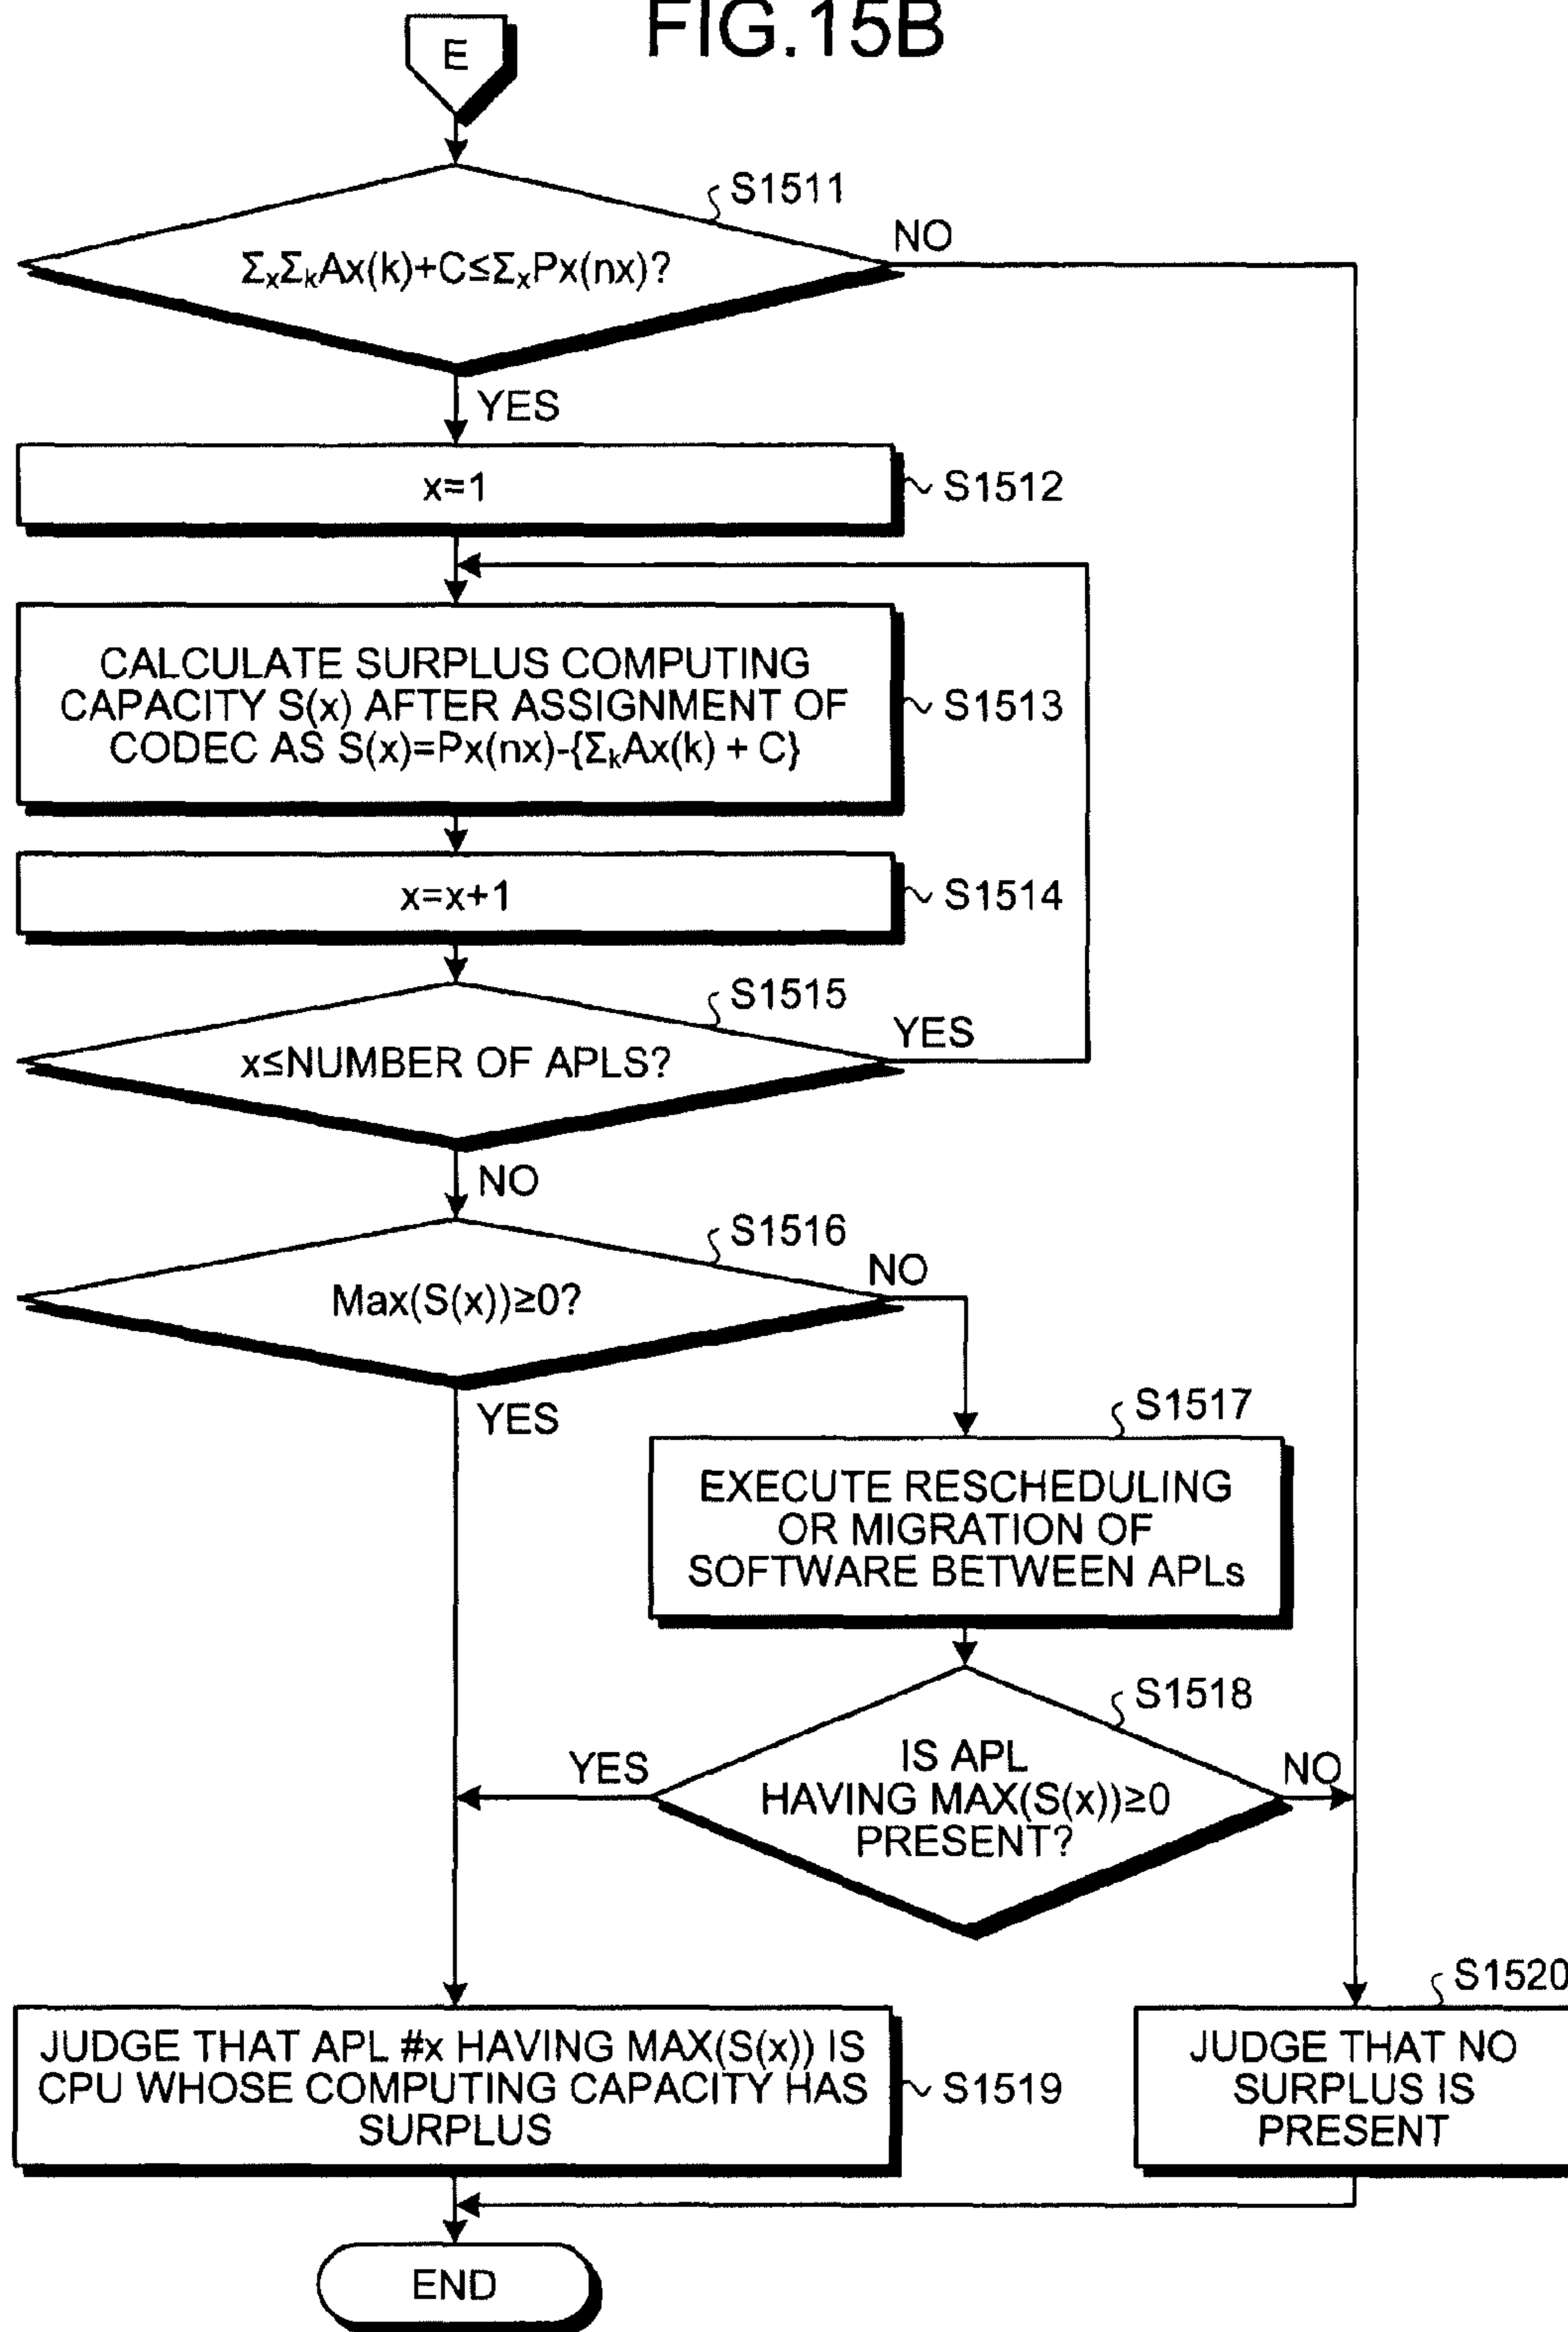 FIG.15B
E
S1511
NO
ΣxΣkAx(k)+C≤ΣxPx(nx)?
YES
x=1
S1512
CALCULATE SURPLUS COMPUTING
CAPACITY S(x) AFTER ASSIGNMENT OF
CODEC AS S(x)=Px(nx)-{ΣkAx(k) + C}
S1513
x=x+1
S1514
S1515
YES
x≤NUMBER OF APLS?
NO
S1516
NO
Max(S(x))≥0?
YES
S1517
EXECUTE RESCHEDULING
OR MIGRATION OF
SOFTWARE BETWEEN APLs
S1518
YES
IS APL
HAVING MAX(S(x))≥0
PRESENT?
NO
JUDGE THAT APL #x HAVING MAX(S(x)) IS
CPU WHOSE COMPUTING CAPACITY HAS
SURPLUS
S1519
S1520
JUDGE THAT NO
SURPLUS IS
PRESENT
END